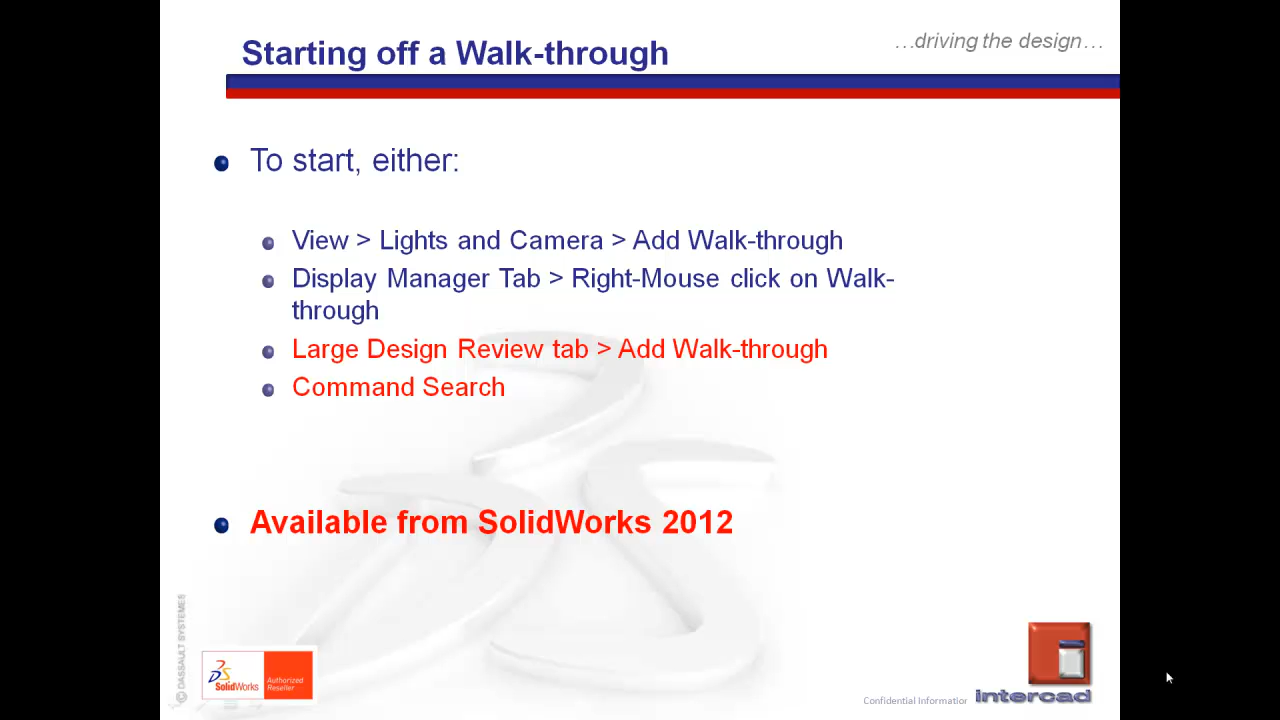 Starting off a Walk-through
…driving the design…
To start, either:
View > Lights and Camera > Add Walk-through
Display Manager Tab > Right-Mouse click on Walk-
through
Large Design Review tab > Add Walk-through
Command Search
Available from SolidWorks 2012
© DASSAULT SYSTEMES
SolidWorks
Authorized
Reseller
Confidential Informatior
intercad